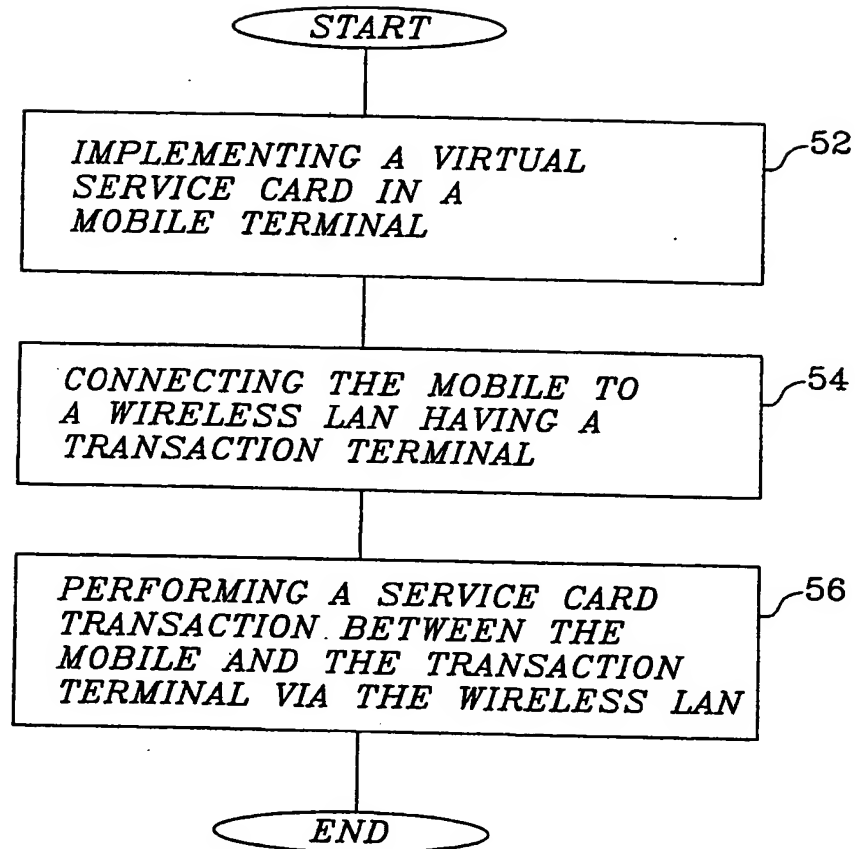 START
IMPLEMENTING A VIRTUAL
SERVICE CARD IN A
MOBILE TERMINAL
52
CONNECTING THE MOBILE TO
A WIRELESS LAN HAVING A
TRANSACTION TERMINAL
54
PERFORMING A SERVICE CARD
TRANSACTION BETWEEN THE
MOBILE AND THE TRANSACTION
TERMINAL VIA THE WIRELESS LAN
56
END